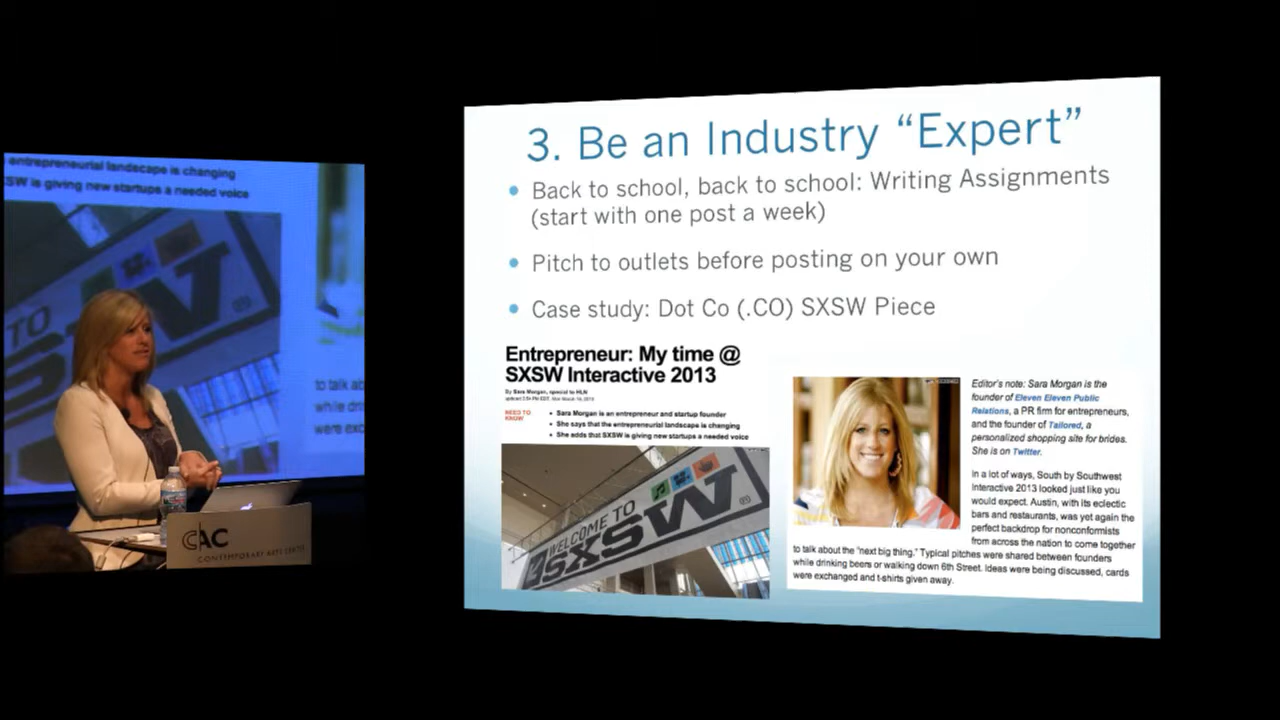 entrepreneurial landscape is changing
SXSW is giving new startups a needed voice
TO
to talk ab
while dri
were exc
CAC
CONTEMPORARY ARTS CENTER
3. Be an Industry “Expert”
• Back to school, back to school: Writing Assignments
(start with one post a week)
• Pitch to outlets before posting on your own
• Case study: Dot Co (.CO) SXSW Piece
Entrepreneur: My time @
SXSW Interactive 2013
By Sara Morgan, special to HLN
NEED TO
KNOW
• Sara Morgan is an entrepreneur and startup founder
• She says that the entrepreneurial landscape is changing
• She adds that SXSW is giving new startups a needed voice
WELCOME TO
SXSW
Editor's note: Sara Morgan is the
founder of Eleven Eleven Public
Relations, a PR firm for entrepreneurs,
and the founder of Tailored, a
personalized shopping site for brides.
She is on Twitter.
In a lot of ways, South by Southwest
Interactive 2013 looked just like you
would expect. Austin, with its eclectic
bars and restaurants, was yet again the
perfect backdrop for nonconformists
from across the nation to come together
to talk about the "next big thing." Typical pitches were shared between founders
while drinking beers or walking down 6th Street. Ideas were being discussed, cards
were exchanged and t-shirts given away.